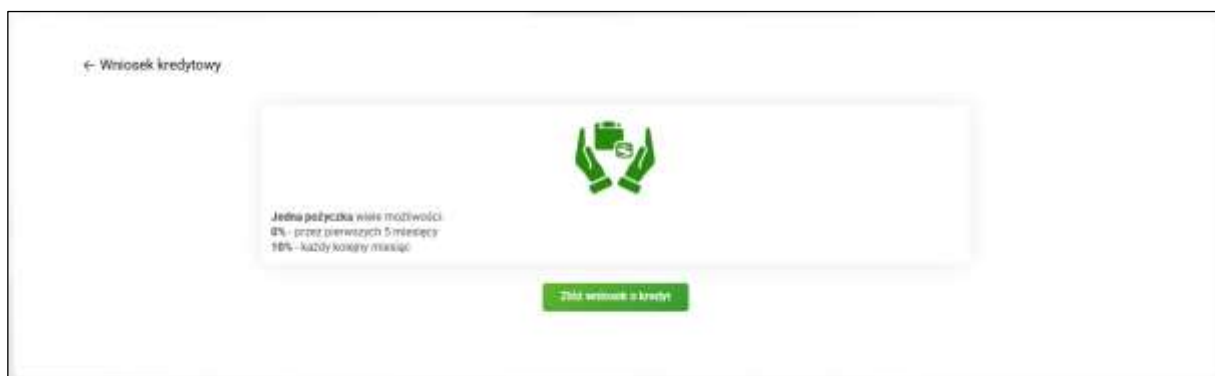 ← Wniosek kredytowy
Jedna pożyczka wiele możliwości
0% - przez pierwszych 5 miesięcy
10% - każdy kolejny miesiąc
Złóż wniosek o kredyt